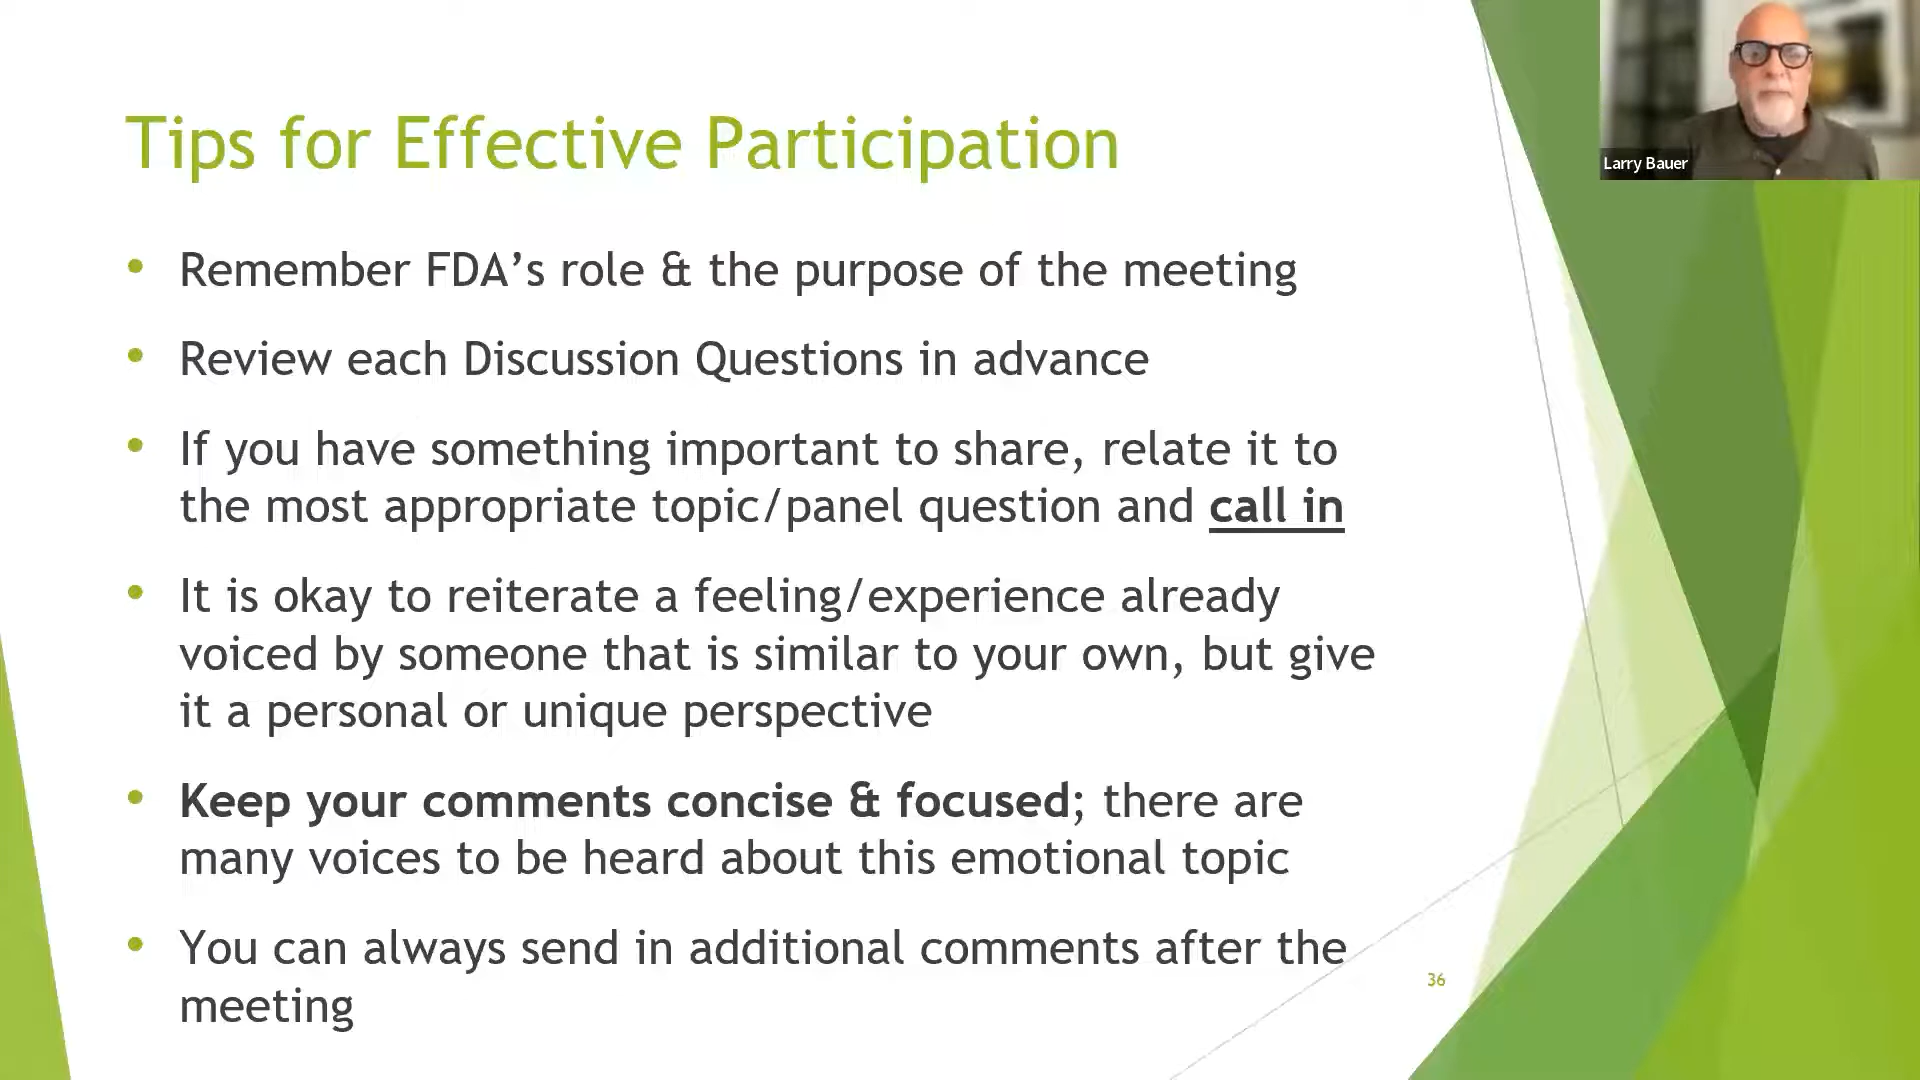 Larry Bauer
Tips for Effective Participation
• Remember FDA’s role & the purpose of the meeting
• Review each Discussion Questions in advance
• If you have something important to share, relate it to
the most appropriate topic/panel question and call in
• It is okay to reiterate a feeling/experience already
voiced by someone that is similar to your own, but give
it a personal or unique perspective
• Keep your comments concise & focused; there are
many voices to be heard about this emotional topic
• You can always send in additional comments after the
meeting
36